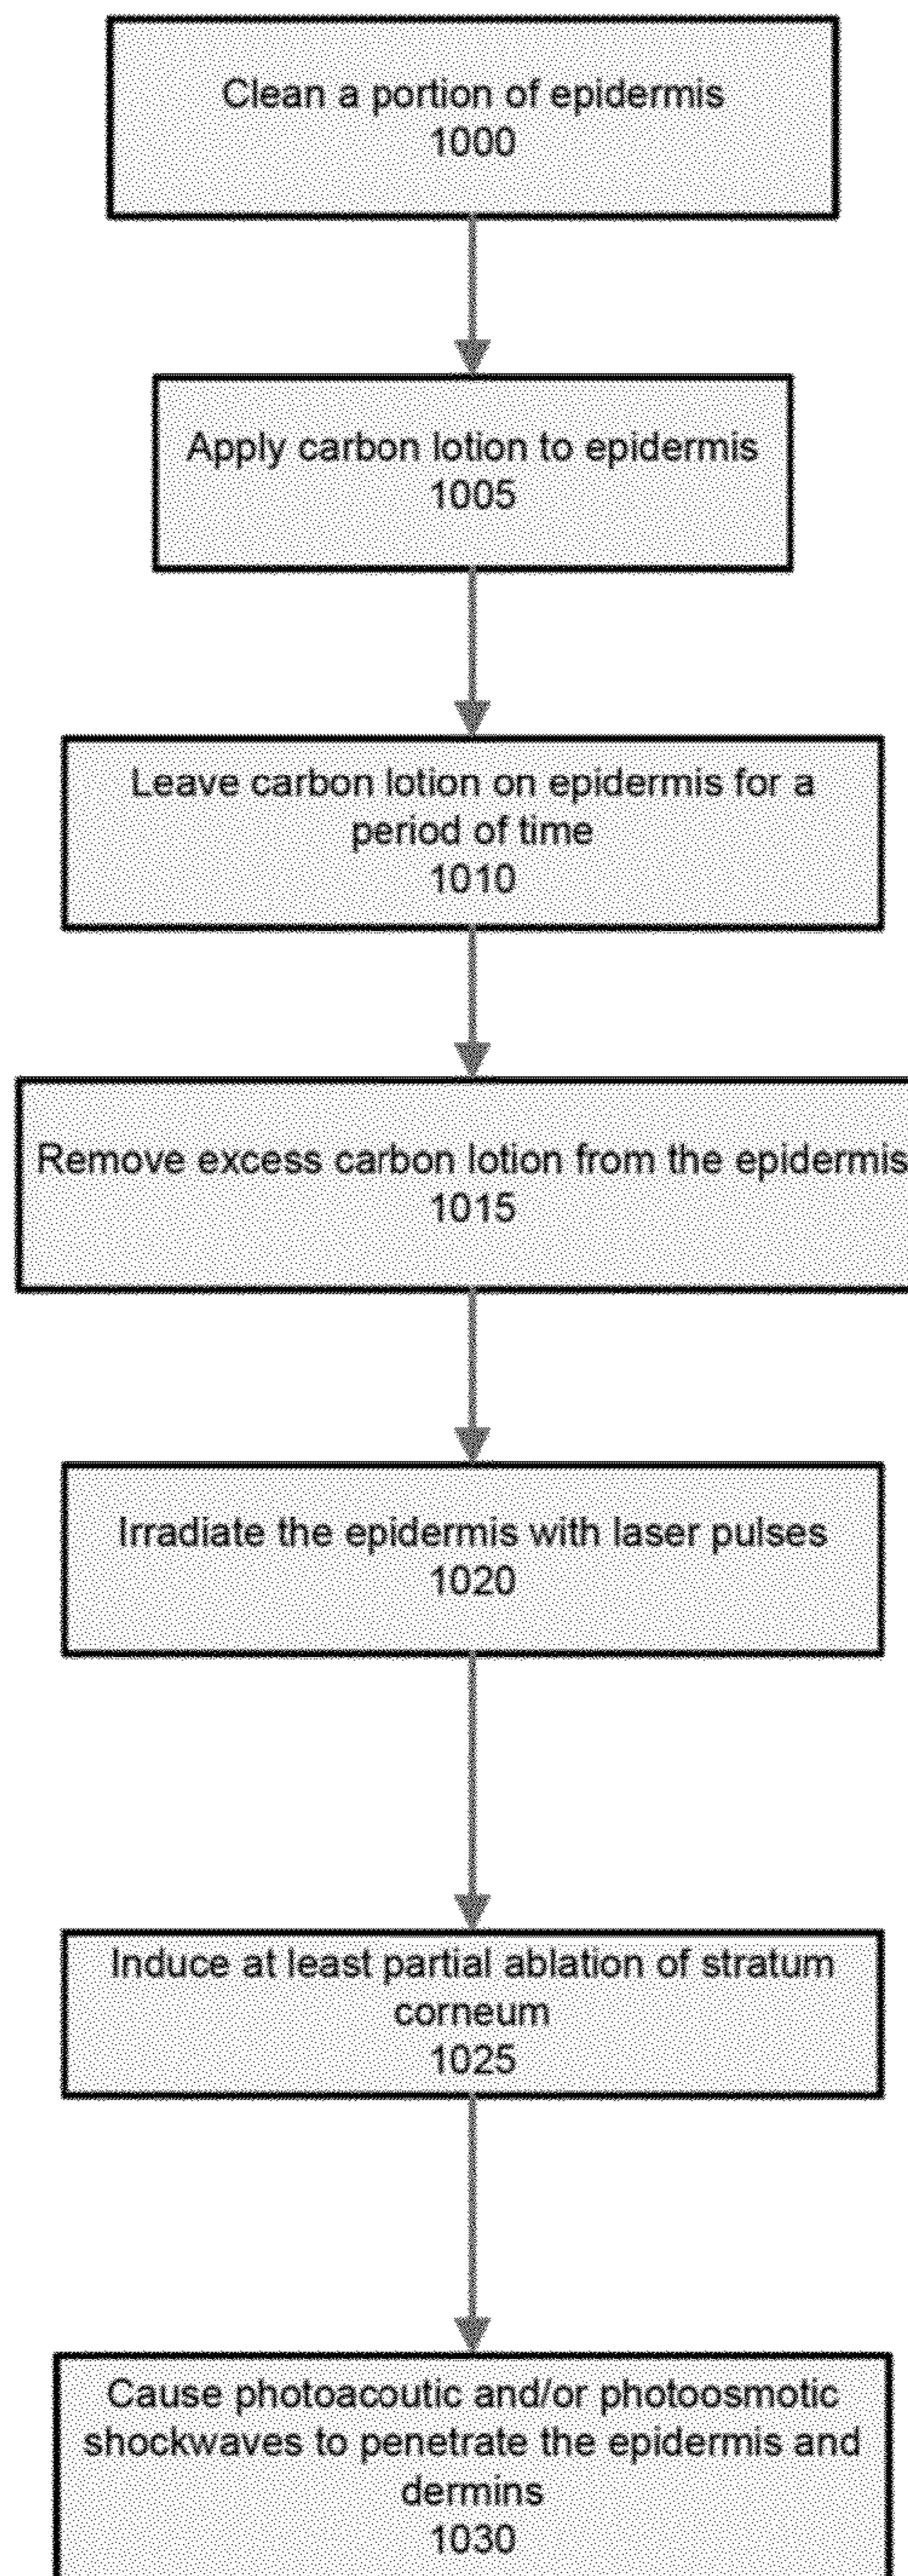 Clean a portion of epidermis
1000
Apply carbon lotion to epidermis
1005
Leave carbon lotion on epidermis for a
period of time
1010
Remove excess carbon lotion from the epidermis
1015
Irradiate the epidermis with laser pulses
1020
Induce at least partial ablation of stratum
corneum
1025
Cause photoacoutic and/or photoosmotic
shockwaves to penetrate the epidermis and
dermins
1030